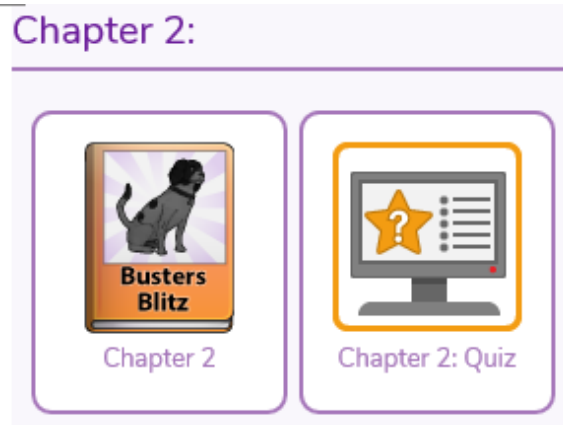 Chapter 2:
Busters
Blitz
?
Chapter 2
Chapter 2: Quiz